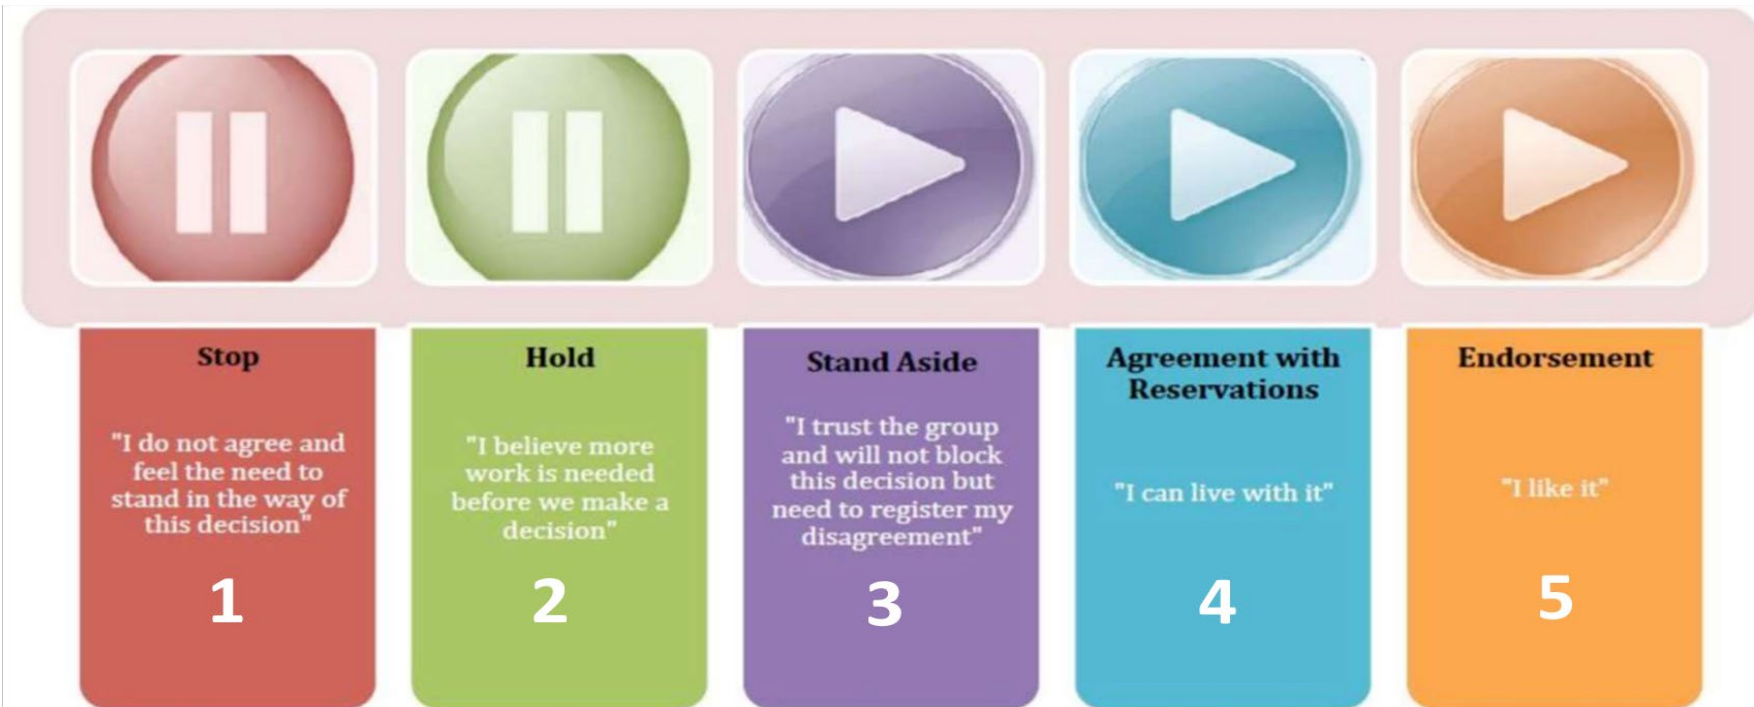 Stop
"I do not agree and
feel the need to
stand in the way of
this decision"
1
Hold
"I believe more
work is needed
before we make a
decision"
2
Stand Aside
"I trust the group
and will not block
this decision but
need to register my
disagreement"
3
Agreement with
Reservations
"I can live with it"
4
Endorsement
"I like it"
5